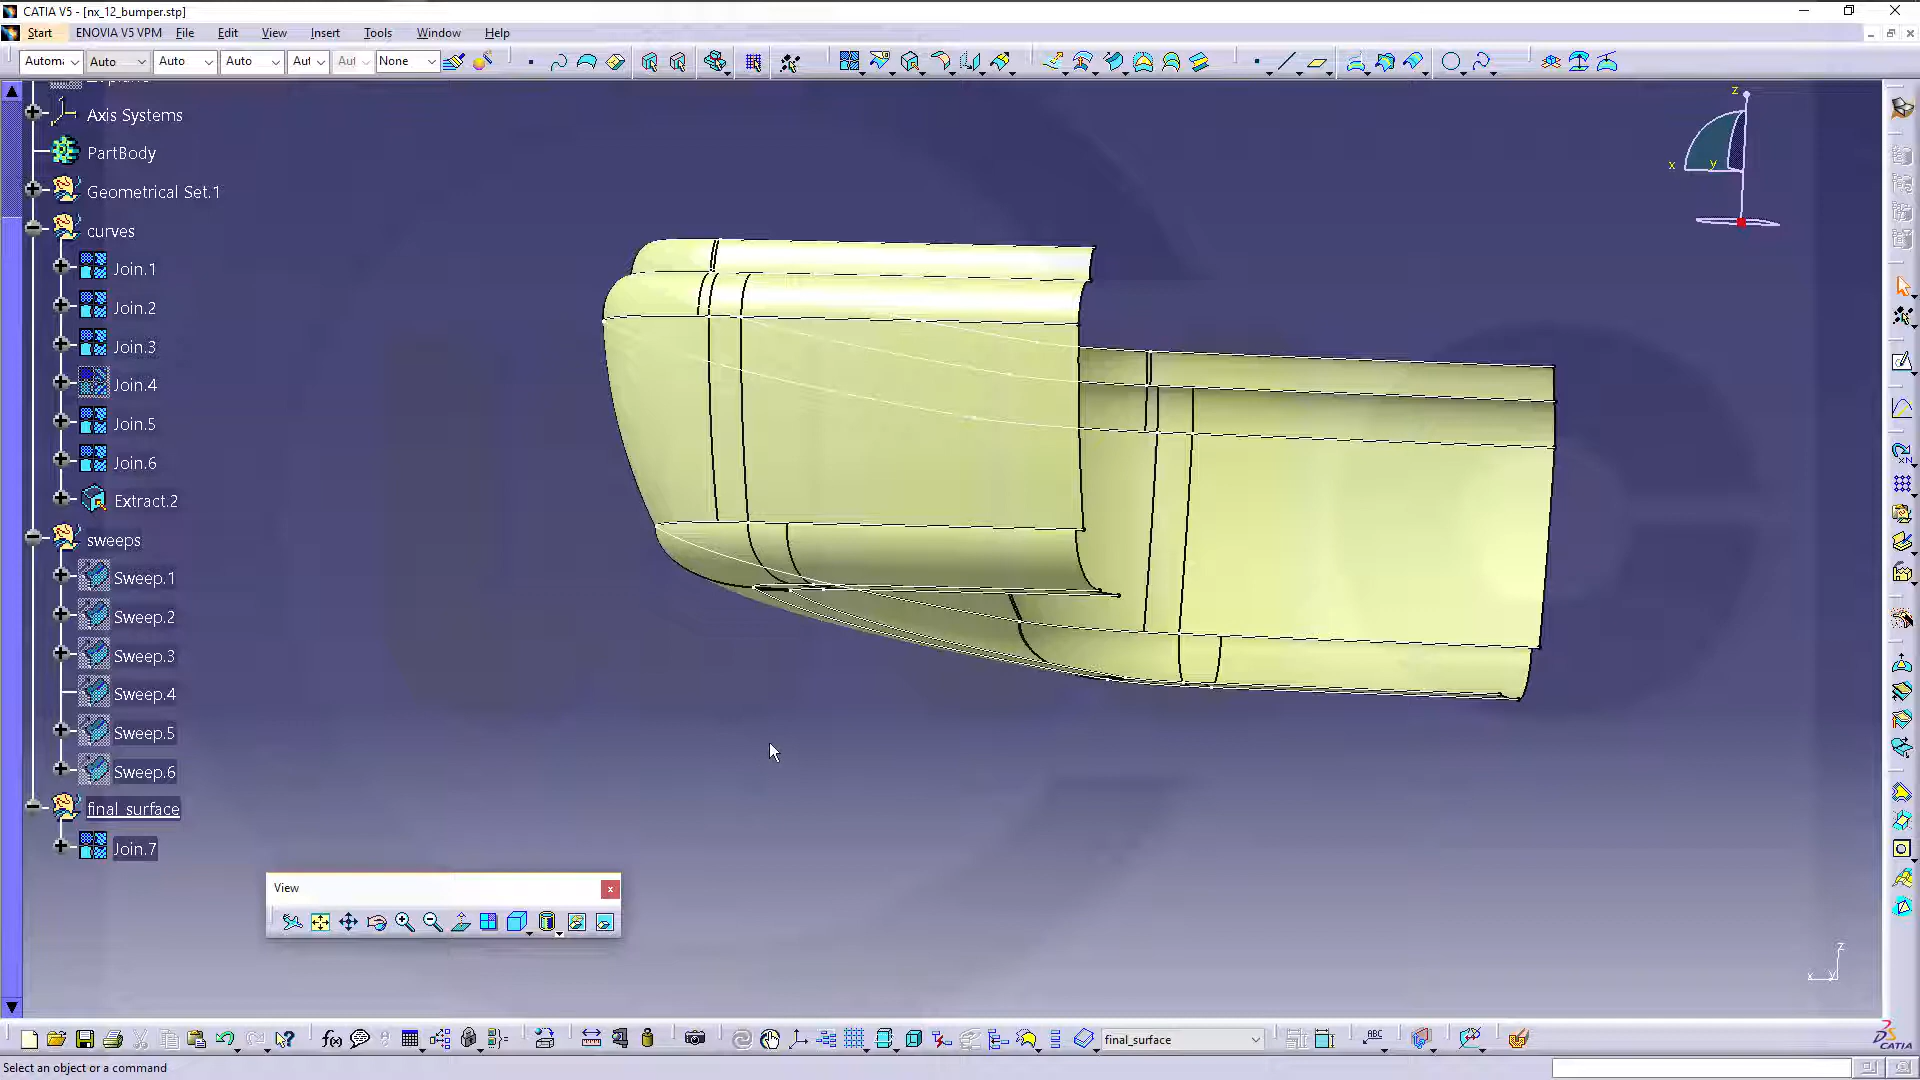 CATIA V5 - [nx_12_bumper.stp]
Start ENOVIA V5 VPM File Edit View Insert Tools Window Help
Auto Auto Auto None
Axis Systems
PartBody
Geometrical Set.1
curves
Join.1
Join.2
Join.3
Join.4
Join.5
Join.6
Extract.2
sweeps
Sweep.1
Sweep.2
Sweep.3
Sweep.4
Sweep.5
Sweep.6
final_surface
Join.7
z
x
y
View
z
x y
final_surface
ABC
CATIA
Select an object or a command